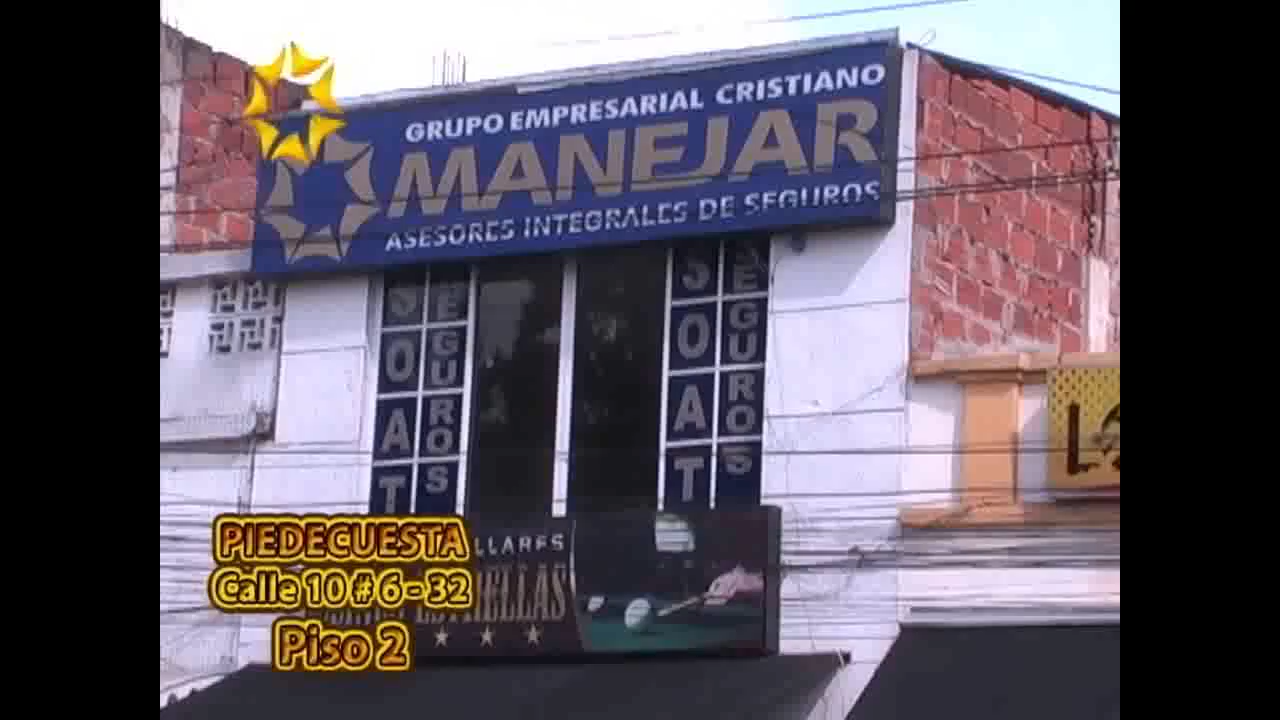 GRUPO EMPRESARIAL CRISTIANO
MANEJAR
ASESORES INTEGRALES DE SEGUROS
SOAT
SEGUROS
SOAT
SEGUROS
PIEDECUESTA
Calle 10 # 6 - 32
Piso 2